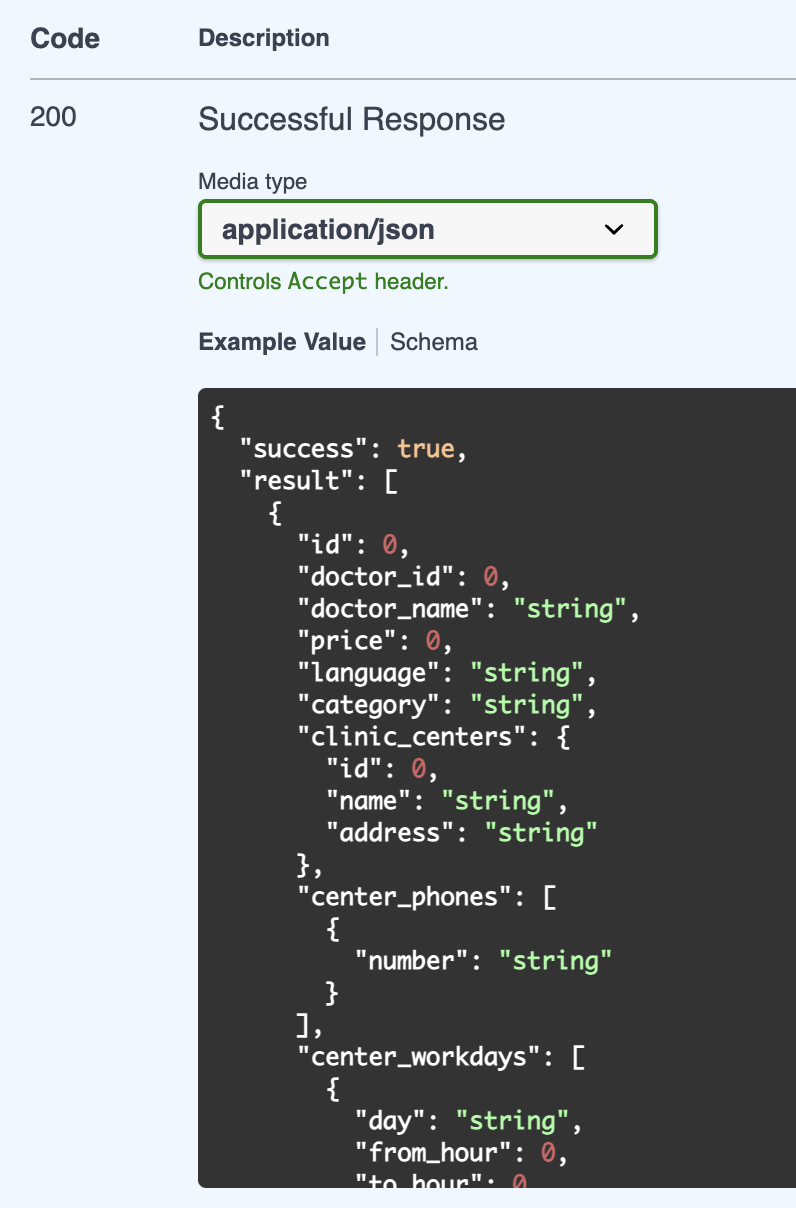 Code Description
200 Successful Response
Media type
application/json
Controls Accept header.
Example Value Schema
{
  "success": true,
  "result": [
    {
      "id": 0,
      "doctor_id": 0,
      "doctor_name": "string",
      "price": 0,
      "language": "string",
      "category": "string",
      "clinic_centers": {
        "id": 0,
        "name": "string",
        "address": "string"
      },
      "center_phones": [
        {
          "number": "string"
        }
      ],
      "center_workdays": [
        {
          "day": "string",
          "from_hour": 0,
          "to_hour": 0